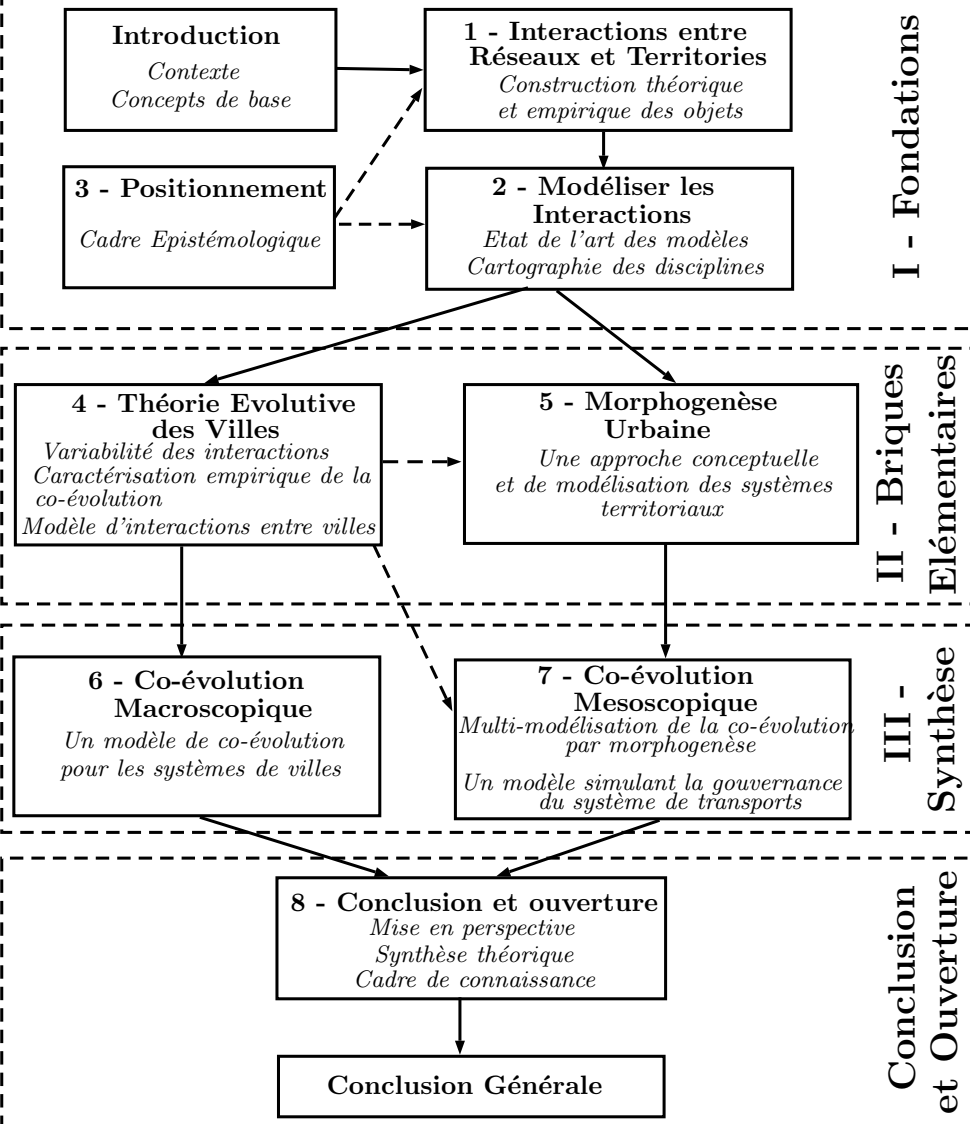 Introduction
Contexte
Concepts de base
1 - Interactions entre
Réseaux et Territories
Construction théorique
et empirique des objets
3 - Positionnement
Cadre Epistémologique
2 - Modéliser les
Interactions
Etat de l'art des modèles
Cartographie des disciplines
I - Fondations
4 - Théorie Evolutive
des Villes
Variabilité des interactions
Caractérisation empirique de la
co-évolution
Modèle d'interactions entre villes
5 - Morphogenèse
Urbaine
Une approche conceptuelle
et de modélisation des systèmes
territoriaux
II - Briques
Elémentaires
6 - Co-évolution
Macroscopique
Un modèle de co-évolution
pour les systèmes de villes
7 - Co-évolution
Mesoscopique
Multi-modélisation de la co-évolution
par morphogenèse
Un modèle simulant la gouvernance
du système de transports
III -
Synthèse
8 - Conclusion et ouverture
Mise en perspective
Synthèse théorique
Cadre de connaissance
Conclusion Générale
Conclusion
et Ouverture